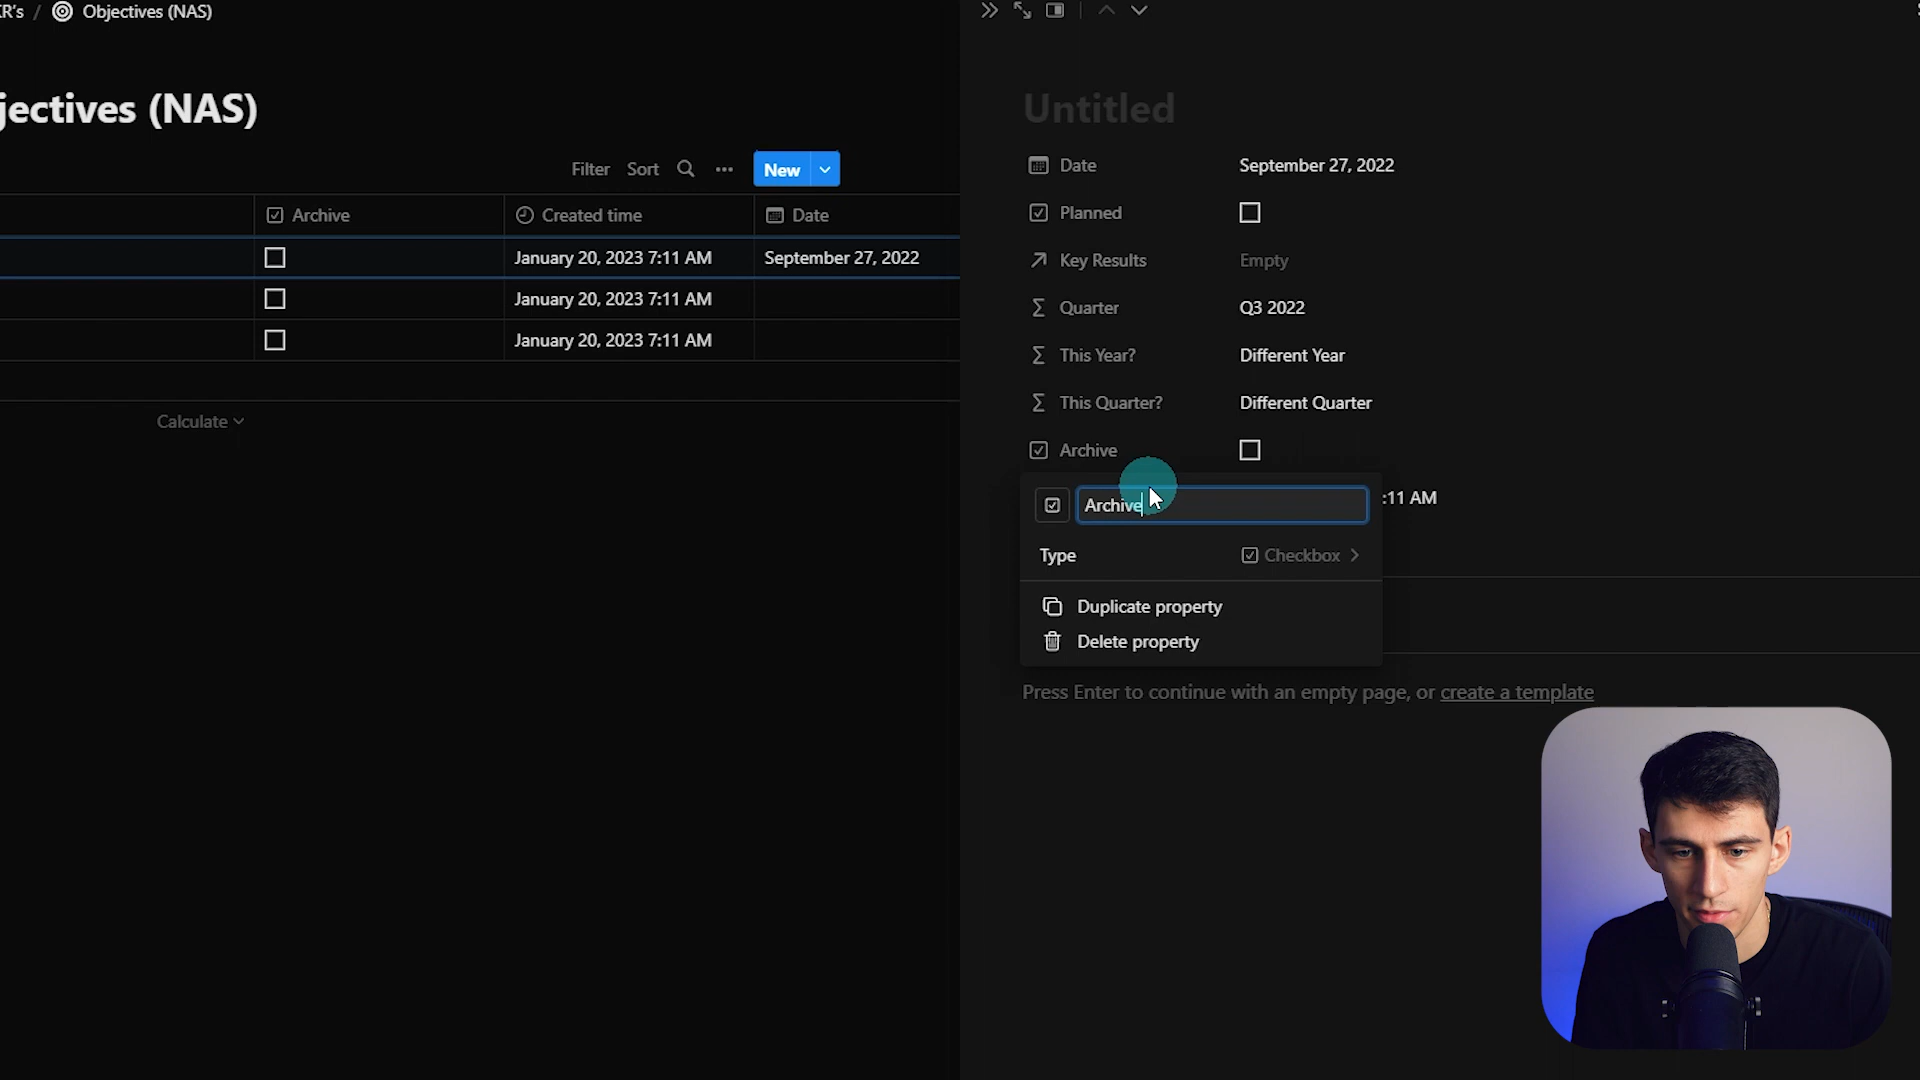 R's / Objectives (NAS)
jectives (NAS)
Filter Sort ••• New
Archive Created time Date
January 20, 2023 7:11 AM September 27, 2022
January 20, 2023 7:11 AM
January 20, 2023 7:11 AM
Calculate
Untitled
Date September 27, 2022
Planned
Key Results Empty
Quarter Q3 2022
This Year? Different Year
This Quarter? Different Quarter
Archive
:11 AM
Archive
Type Checkbox
Duplicate property
Delete property
Press Enter to continue with an empty page, or create a template